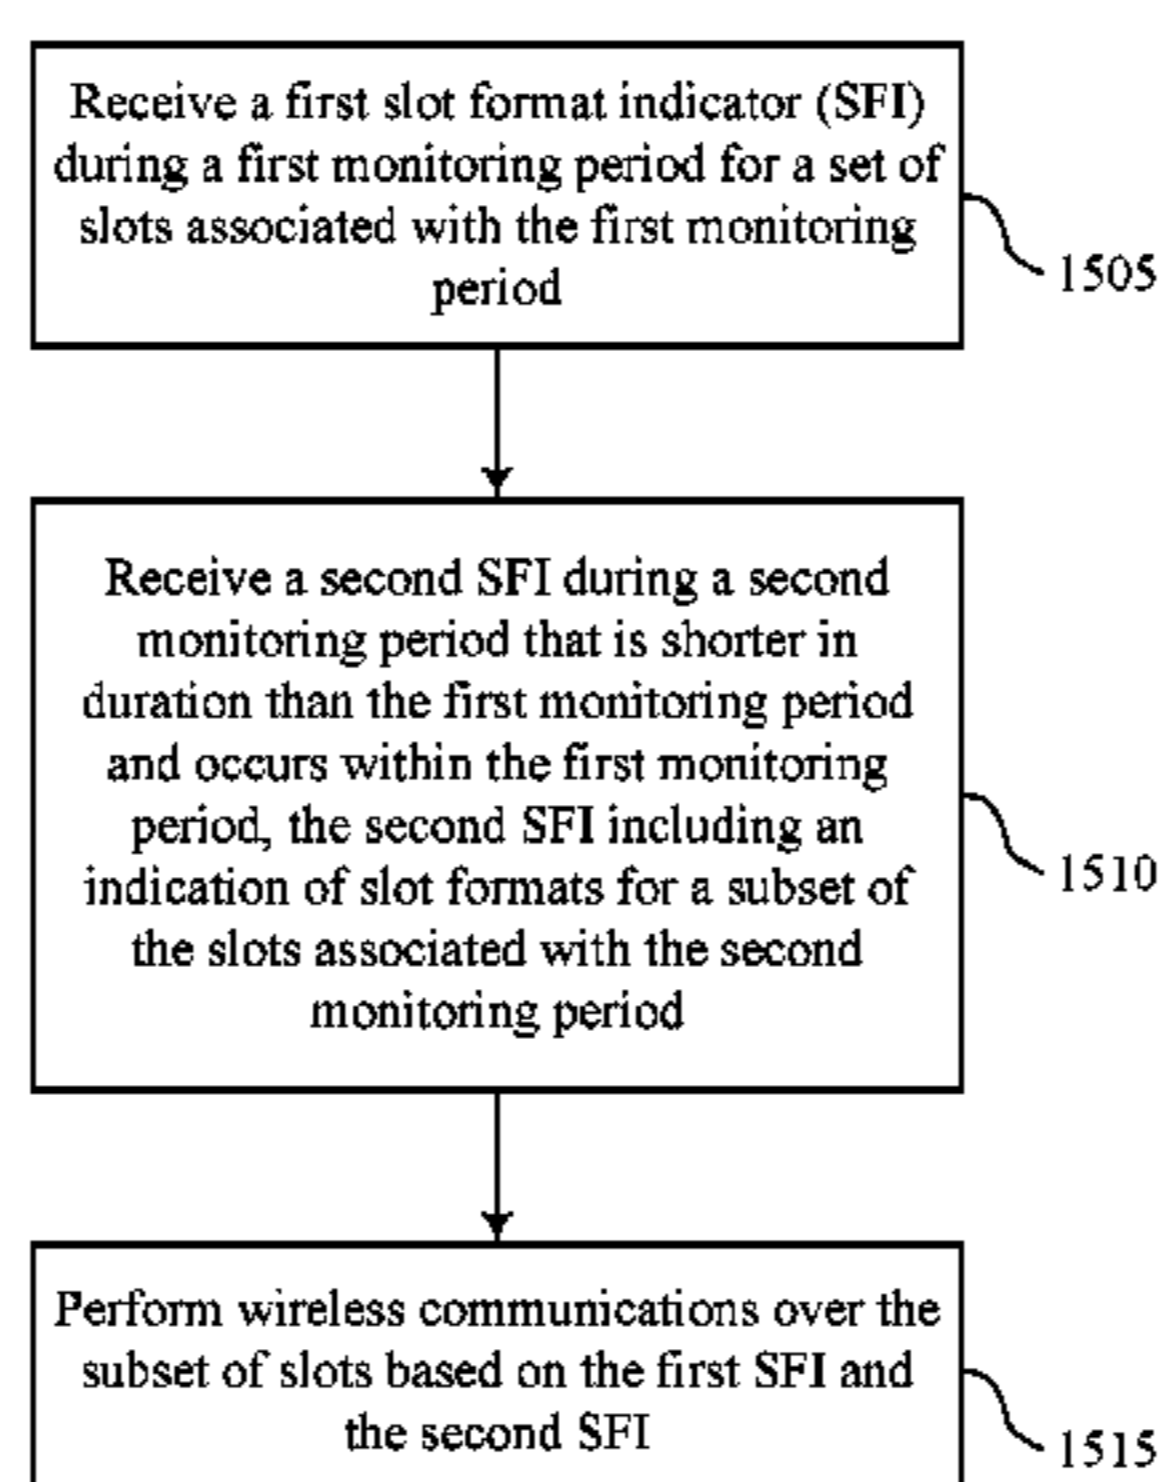 Receive a first slot format indicator (SFI)
during a first monitoring period for a set of
slots associated with the first monitoring
period
1505
Receive a second SFI during a second
monitoring period that is shorter in
duration than the first monitoring period
and occurs within the first monitoring
period, the second SFI including an
indication of slot formats for a subset of
the slots associated with the second
monitoring period
1510
Perform wireless communications over the
subset of slots based on the first SFI and
the second SFI
1515